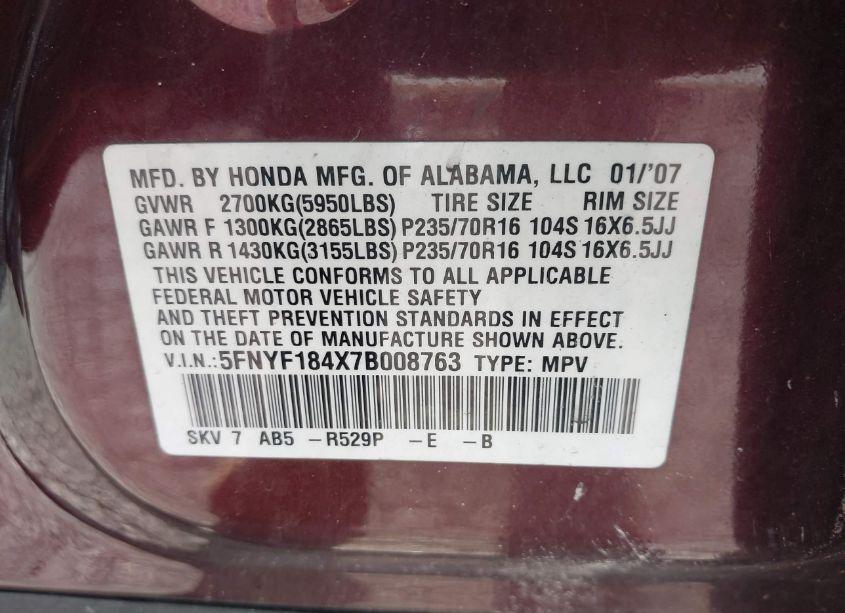 MFD. BY HONDA MFG. OF ALABAMA, LLC 01/'07
GVWR 2700KG(5950LBS) TIRE SIZE RIM SIZE
GAWR F 1300KG(2865LBS) P235/70R16 104S 16X6.5JJ
GAWR R 1430KG(3155LBS) P235/70R16 104S 16X6.5JJ
THIS VEHICLE CONFORMS TO ALL APPLICABLE
FEDERAL MOTOR VEHICLE SAFETY
AND THEFT PREVENTION STANDARDS IN EFFECT
ON THE DATE OF MANUFACTURE SHOWN ABOVE.
V.I.N.: 5FNYF184X7B008763 TYPE: MPV
SKV 7 AB5 -R529P -E -B